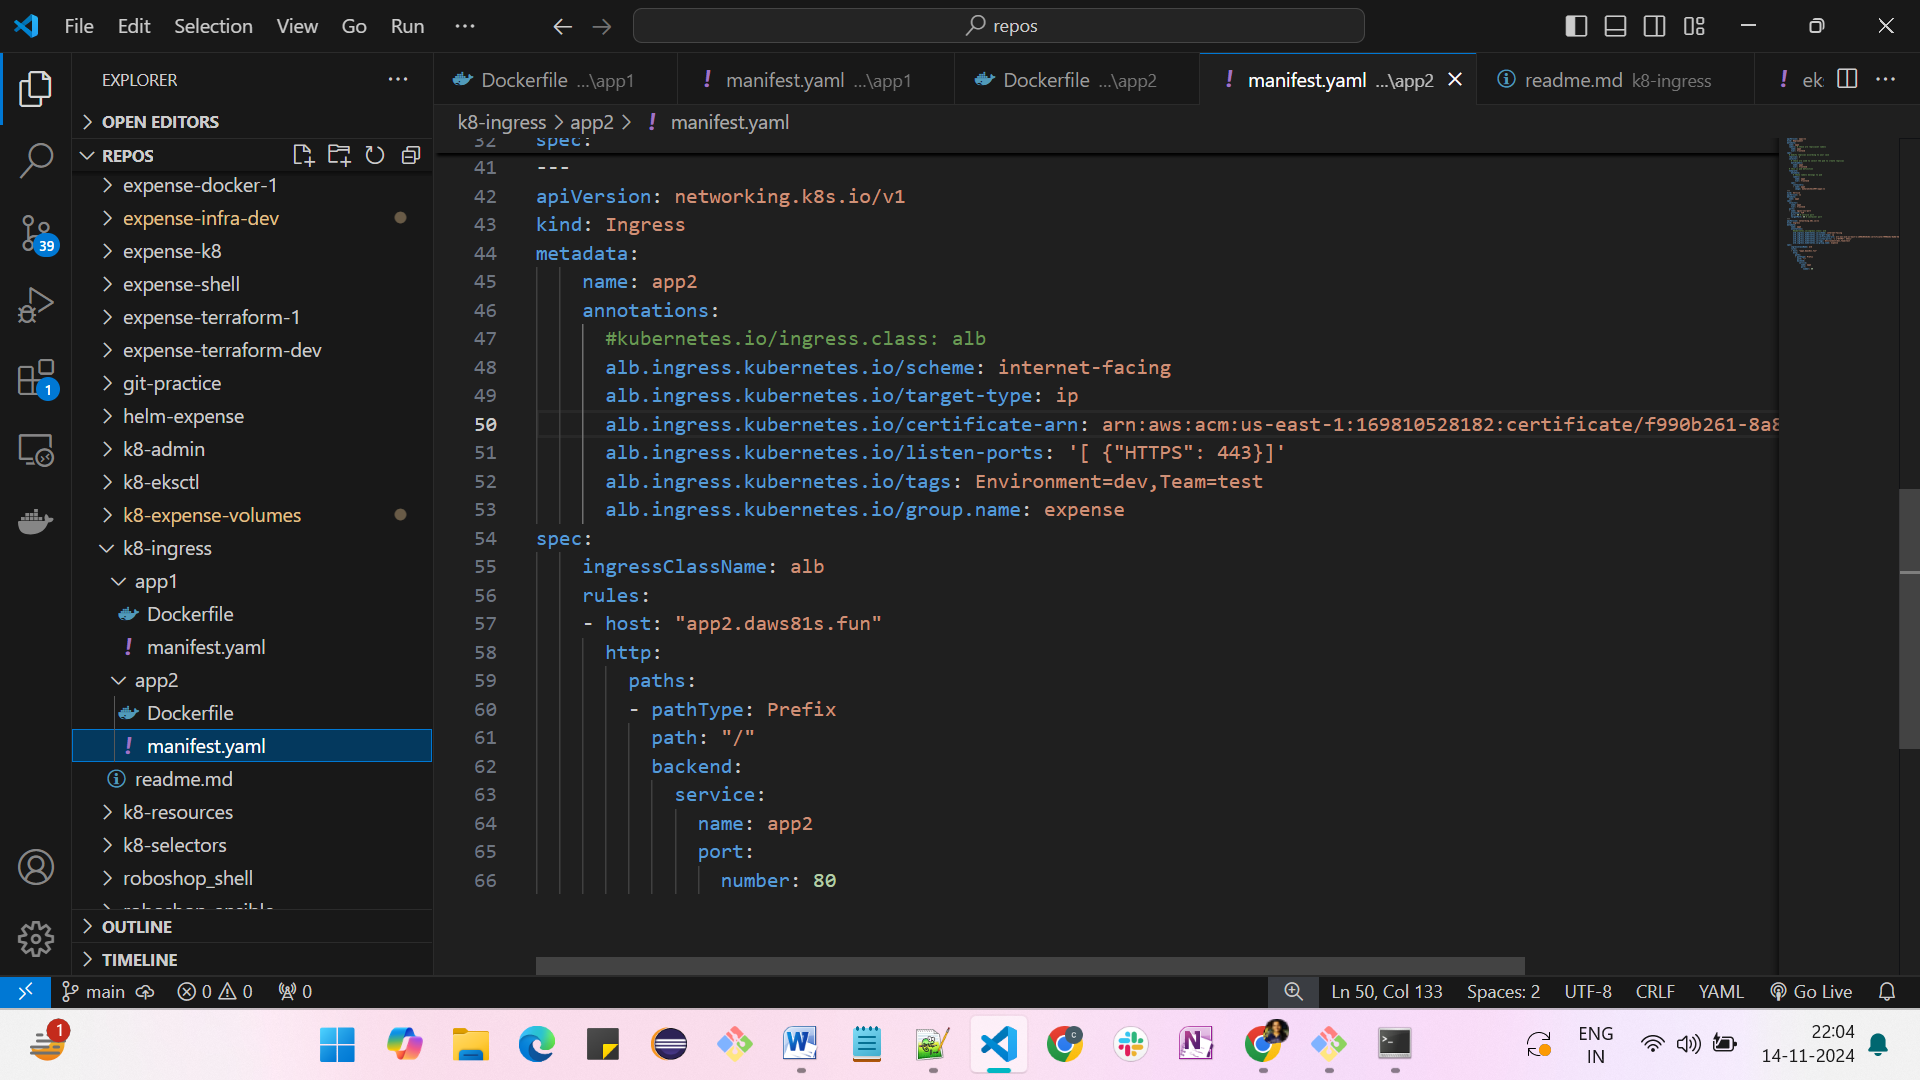 File Edit Selection View Go Run ···
repos
EXPLORER ···
OPEN EDITORS
REPOS
expense-docker-1
expense-infra-dev
expense-k8
expense-shell
expense-terraform-1
expense-terraform-dev
git-practice
helm-expense
k8-admin
k8-eksctl
k8-expense-volumes
k8-ingress
app1
Dockerfile
! manifest.yaml
app2
Dockerfile
! manifest.yaml
readme.md
k8-resources
k8-selectors
roboshop_shell
OUTLINE
TIMELINE
39
1
Dockerfile ...\app1
! manifest.yaml ...\app1
Dockerfile ...\app2
! manifest.yaml ...\app2
readme.md k8-ingress
! eks
k8-ingress > app2 > ! manifest.yaml
32 spec:
41 ---
42 apiVersion: networking.k8s.io/v1
43 kind: Ingress
44 metadata:
45 name: app2
46 annotations:
47 #kubernetes.io/ingress.class: alb
48 alb.ingress.kubernetes.io/scheme: internet-facing
49 alb.ingress.kubernetes.io/target-type: ip
50 alb.ingress.kubernetes.io/certificate-arn: arn:aws:acm:us-east-1:169810528182:certificate/f990b261-8a8
51 alb.ingress.kubernetes.io/listen-ports: '[ {"HTTPS": 443}]'
52 alb.ingress.kubernetes.io/tags: Environment=dev,Team=test
53 alb.ingress.kubernetes.io/group.name: expense
54 spec:
55 ingressClassName: alb
56 rules:
57 - host: "app2.daws81s.fun"
58 http:
59 paths:
60 - pathType: Prefix
61 path: "/"
62 backend:
63 service:
64 name: app2
65 port:
66 number: 80
main 0 0 0
Ln 50, Col 133 Spaces: 2 UTF-8 CRLF YAML Go Live
1
ENG
IN
22:04
14-11-2024